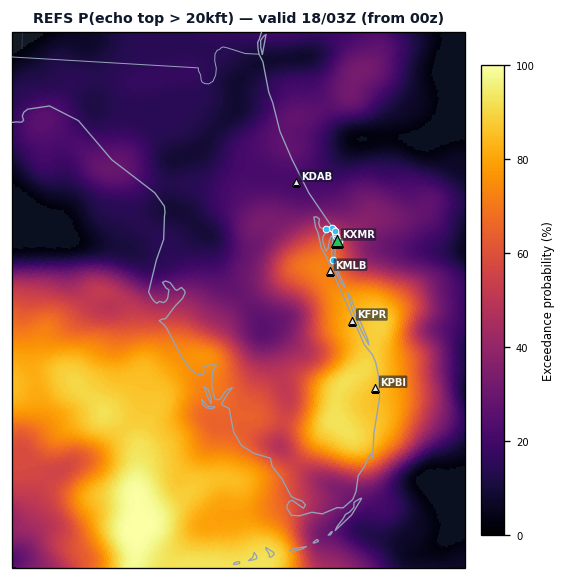 REFS P(echo top > 20kft) — valid 18/03Z (from 00z)
KDAB
KXMR
KMLB
KFPR
KPBI
100
80
60
40
20
0
Exceedance probability (%)